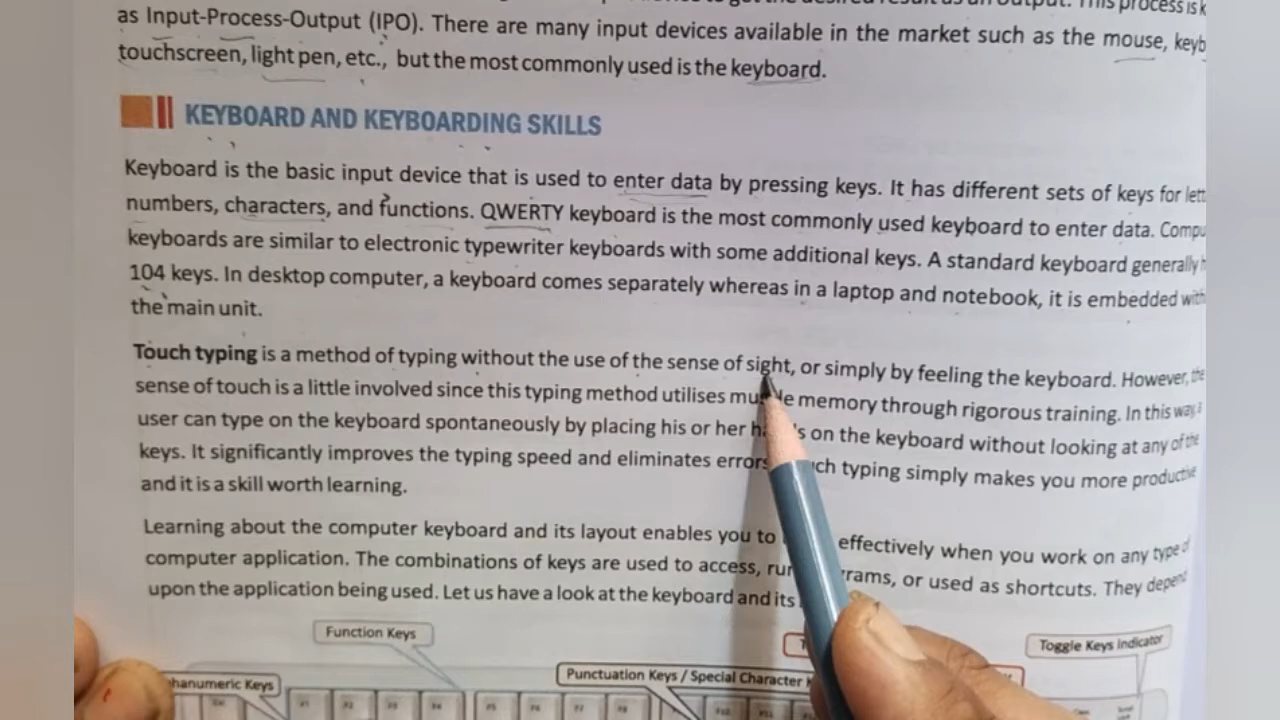 as Input-Process-Output (IPO). There are many input devices available in the market such as the mouse, keyb
touchscreen, light pen, etc., but the most commonly used is the keyboard.
KEYBOARD AND KEYBOARDING SKILLS
Keyboard is the basic input device that is used to enter data by pressing keys. It has different sets of keys for lett
numbers, characters, and functions. QWERTY keyboard is the most commonly used keyboard to enter data. Compu
keyboards are similar to electronic typewriter keyboards with some additional keys. A standard keyboard generally h
104 keys. In desktop computer, a keyboard comes separately whereas in a laptop and notebook, it is embedded with
the main unit.
Touch typing is a method of typing without the use of the sense of sight, or simply by feeling the keyboard. However, the
sense of touch is a little involved since this typing method utilises mu le memory through rigorous training. In this way, a
user can type on the keyboard spontaneously by placing his or her h s on the keyboard without looking at any of the
keys. It significantly improves the typing speed and eliminates errors ch typing simply makes you more productive
and it is a skill worth learning.
Learning about the computer keyboard and its layout enables you to effectively when you work on any type of
computer application. The combinations of keys are used to access, run rams, or used as shortcuts. They depend
upon the application being used. Let us have a look at the keyboard and its
Function Keys
Toggle Keys Indicator
Punctuation Keys / Special Character K
hanumeric Keys